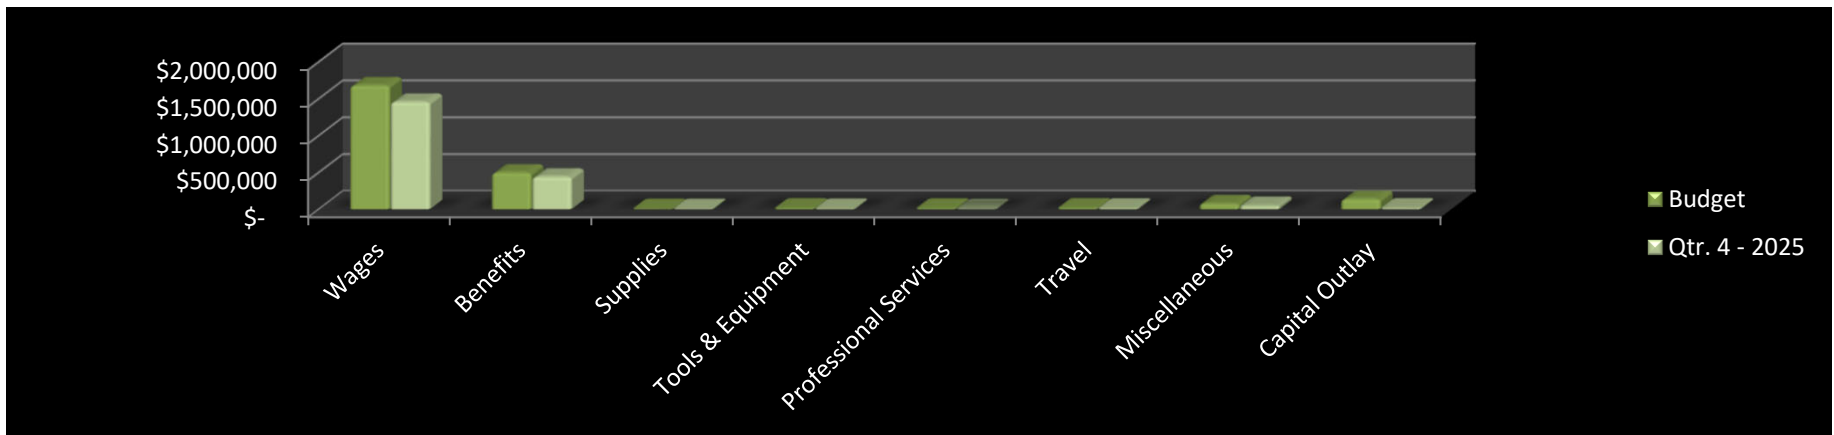 $2,000,000
$1,500,000
$1,000,000
$500,000
$-
Wages
Benefits
Supplies
Tools & Equipment
Professional Services
Travel
Miscellaneous
Capital Outlay
Budget
Qtr. 4 - 2025